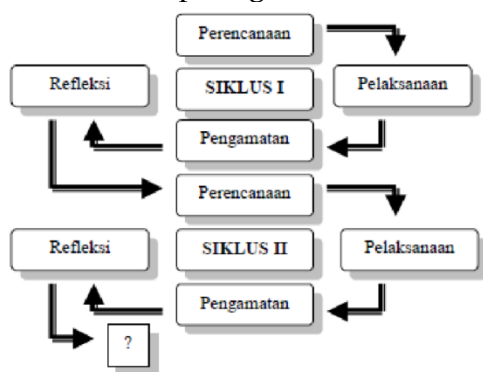 Perencanaan
Refleksi
SIKLUS I
Pelaksanaan
Pengamatan
Perencanaan
Refleksi
SIKLUS II
Pelaksanaan
Pengamatan
?